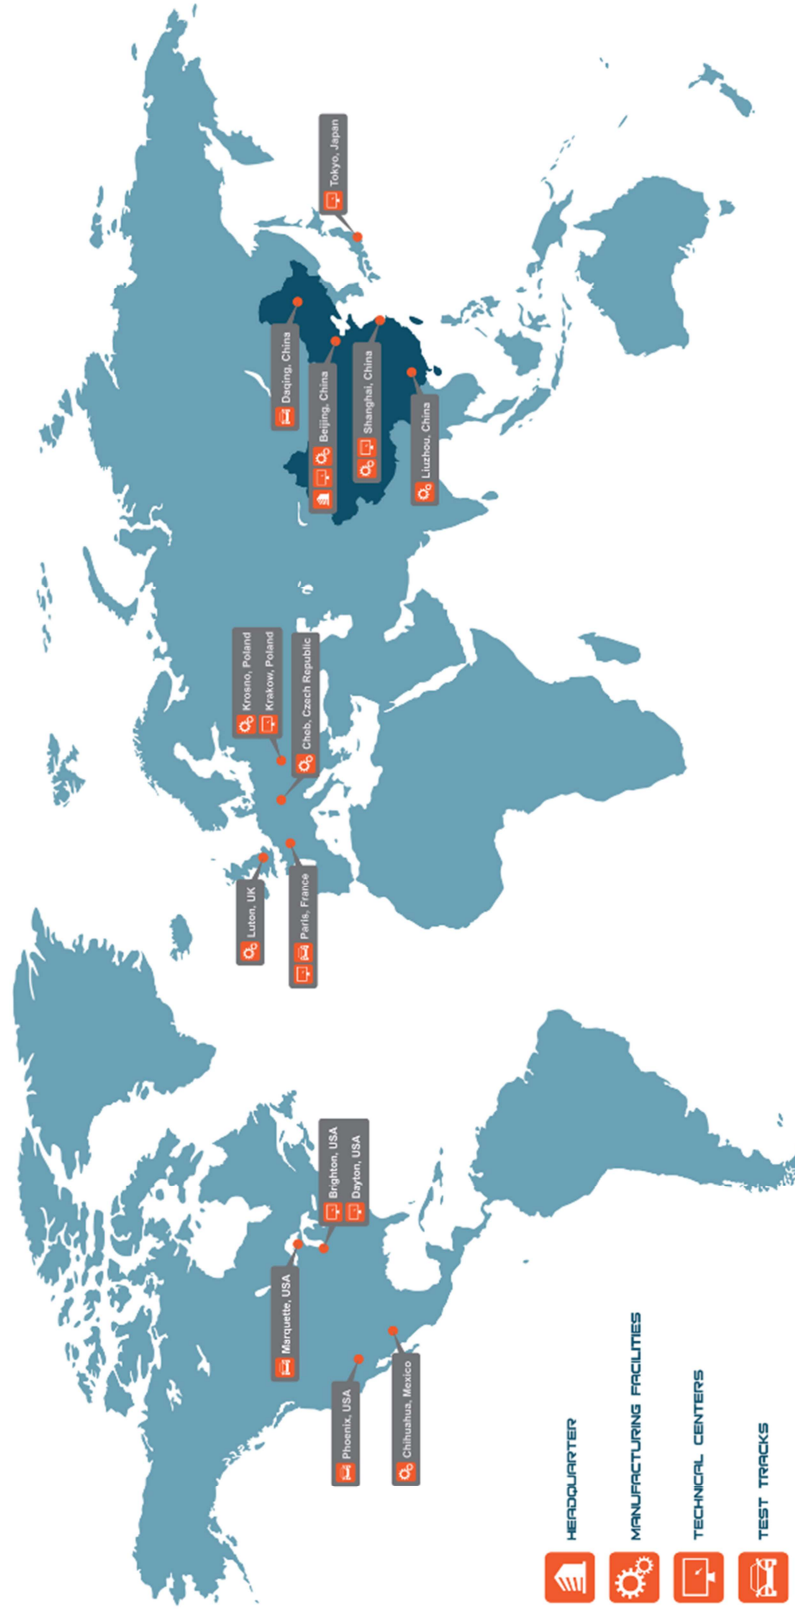 Marquette, USA
Brighton, USA
Dayton, USA
Phoenix, USA
Chihuahua, Mexico
Luton, UK
Paris, France
Krosno, Poland
Krakow, Poland
Cheb, Czech Republic
Daqing, China
Beijing, China
Shanghai, China
Liuzhou, China
Tokyo, Japan
HEADQUARTER
MANUFACTURING FACILITIES
TECHNICAL CENTERS
TEST TRACKS